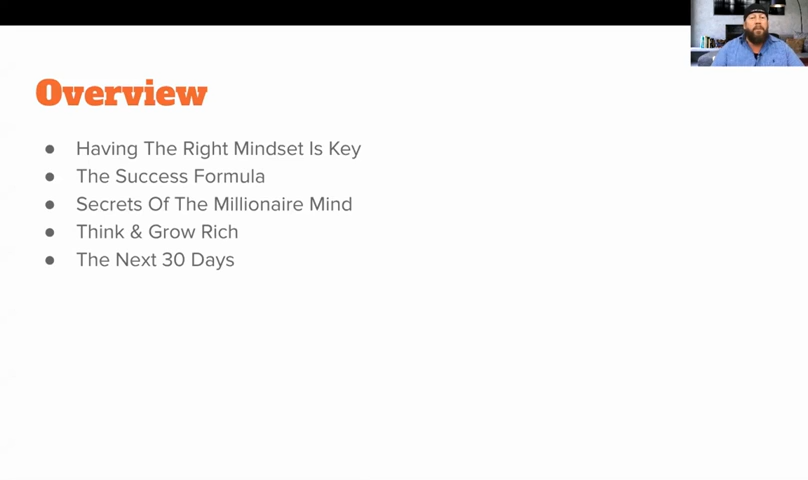 Overview
● Having The Right Mindset Is Key
● The Success Formula
● Secrets Of The Millionaire Mind
● Think & Grow Rich
● The Next 30 Days